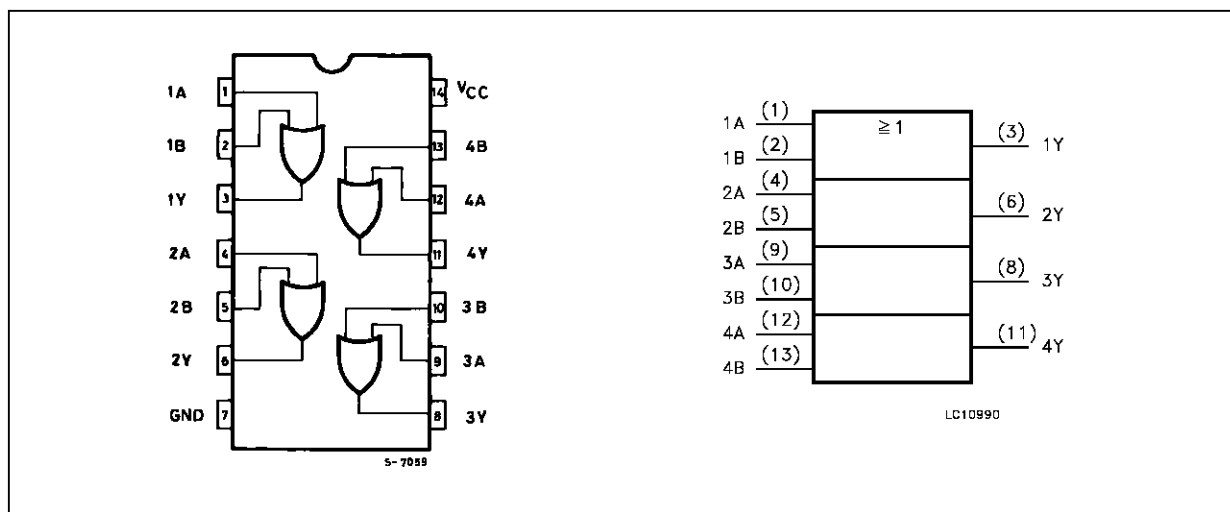 1A 1 14 VCC
1B 2 13 4B
1Y 3 12 4A
2A 4 11 4Y
2B 5 10 3B
2Y 6 9 3A
GND 7 8 3Y
S-7059
≧1
1A (1)
1B (2)
2A (4)
2B (5)
3A (9)
3B (10)
4A (12)
4B (13)
(3) 1Y
(6) 2Y
(8) 3Y
(11) 4Y
LC10990